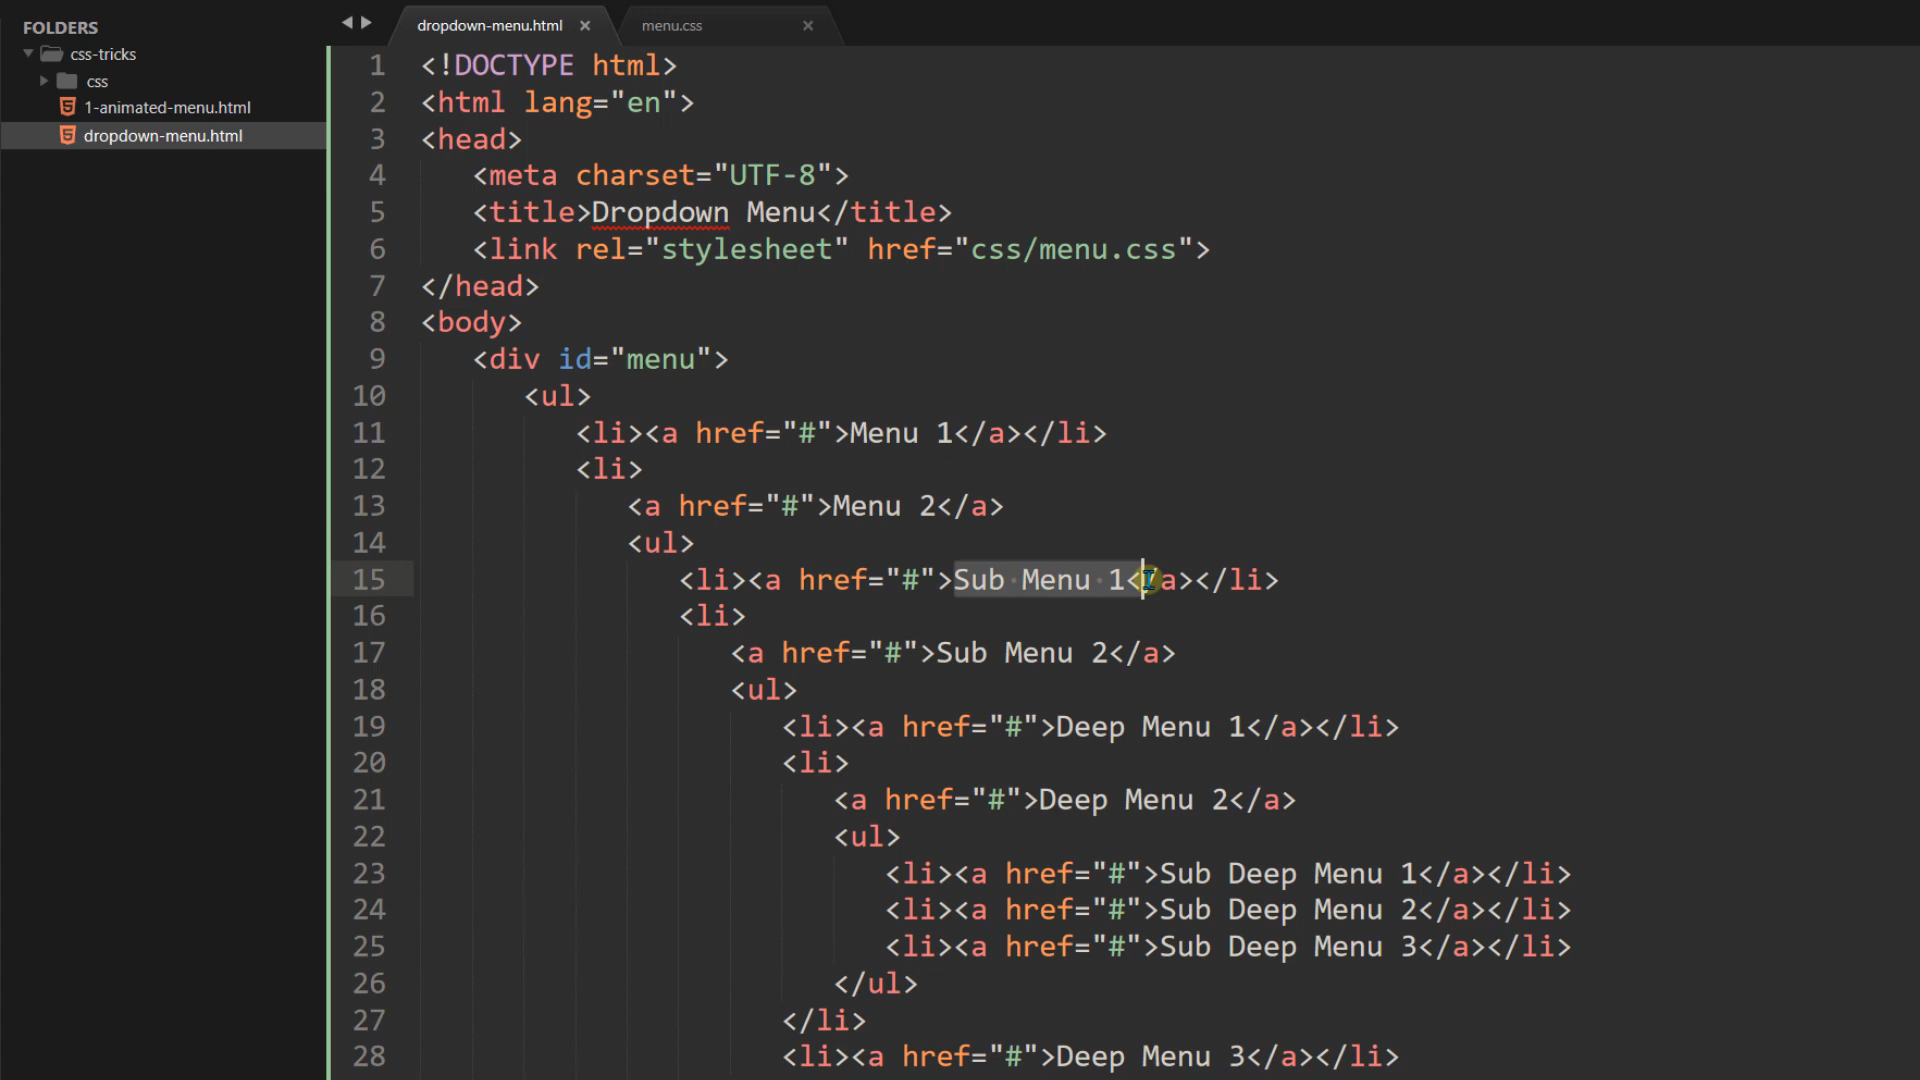 FOLDERS
css-tricks
css
1-animated-menu.html
dropdown-menu.html
dropdown-menu.html ×
menu.css ×
1 <!DOCTYPE html>
2 <html lang="en">
3 <head>
4 <meta charset="UTF-8">
5 <title>Dropdown Menu</title>
6 <link rel="stylesheet" href="css/menu.css">
7 </head>
8 <body>
9 <div id="menu">
10 <ul>
11 <li><a href="#">Menu 1</a></li>
12 <li>
13 <a href="#">Menu 2</a>
14 <ul>
15 <li><a href="#">Sub Menu 1</a></li>
16 <li>
17 <a href="#">Sub Menu 2</a>
18 <ul>
19 <li><a href="#">Deep Menu 1</a></li>
20 <li>
21 <a href="#">Deep Menu 2</a>
22 <ul>
23 <li><a href="#">Sub Deep Menu 1</a></li>
24 <li><a href="#">Sub Deep Menu 2</a></li>
25 <li><a href="#">Sub Deep Menu 3</a></li>
26 </ul>
27 </li>
28 <li><a href="#">Deep Menu 3</a></li>